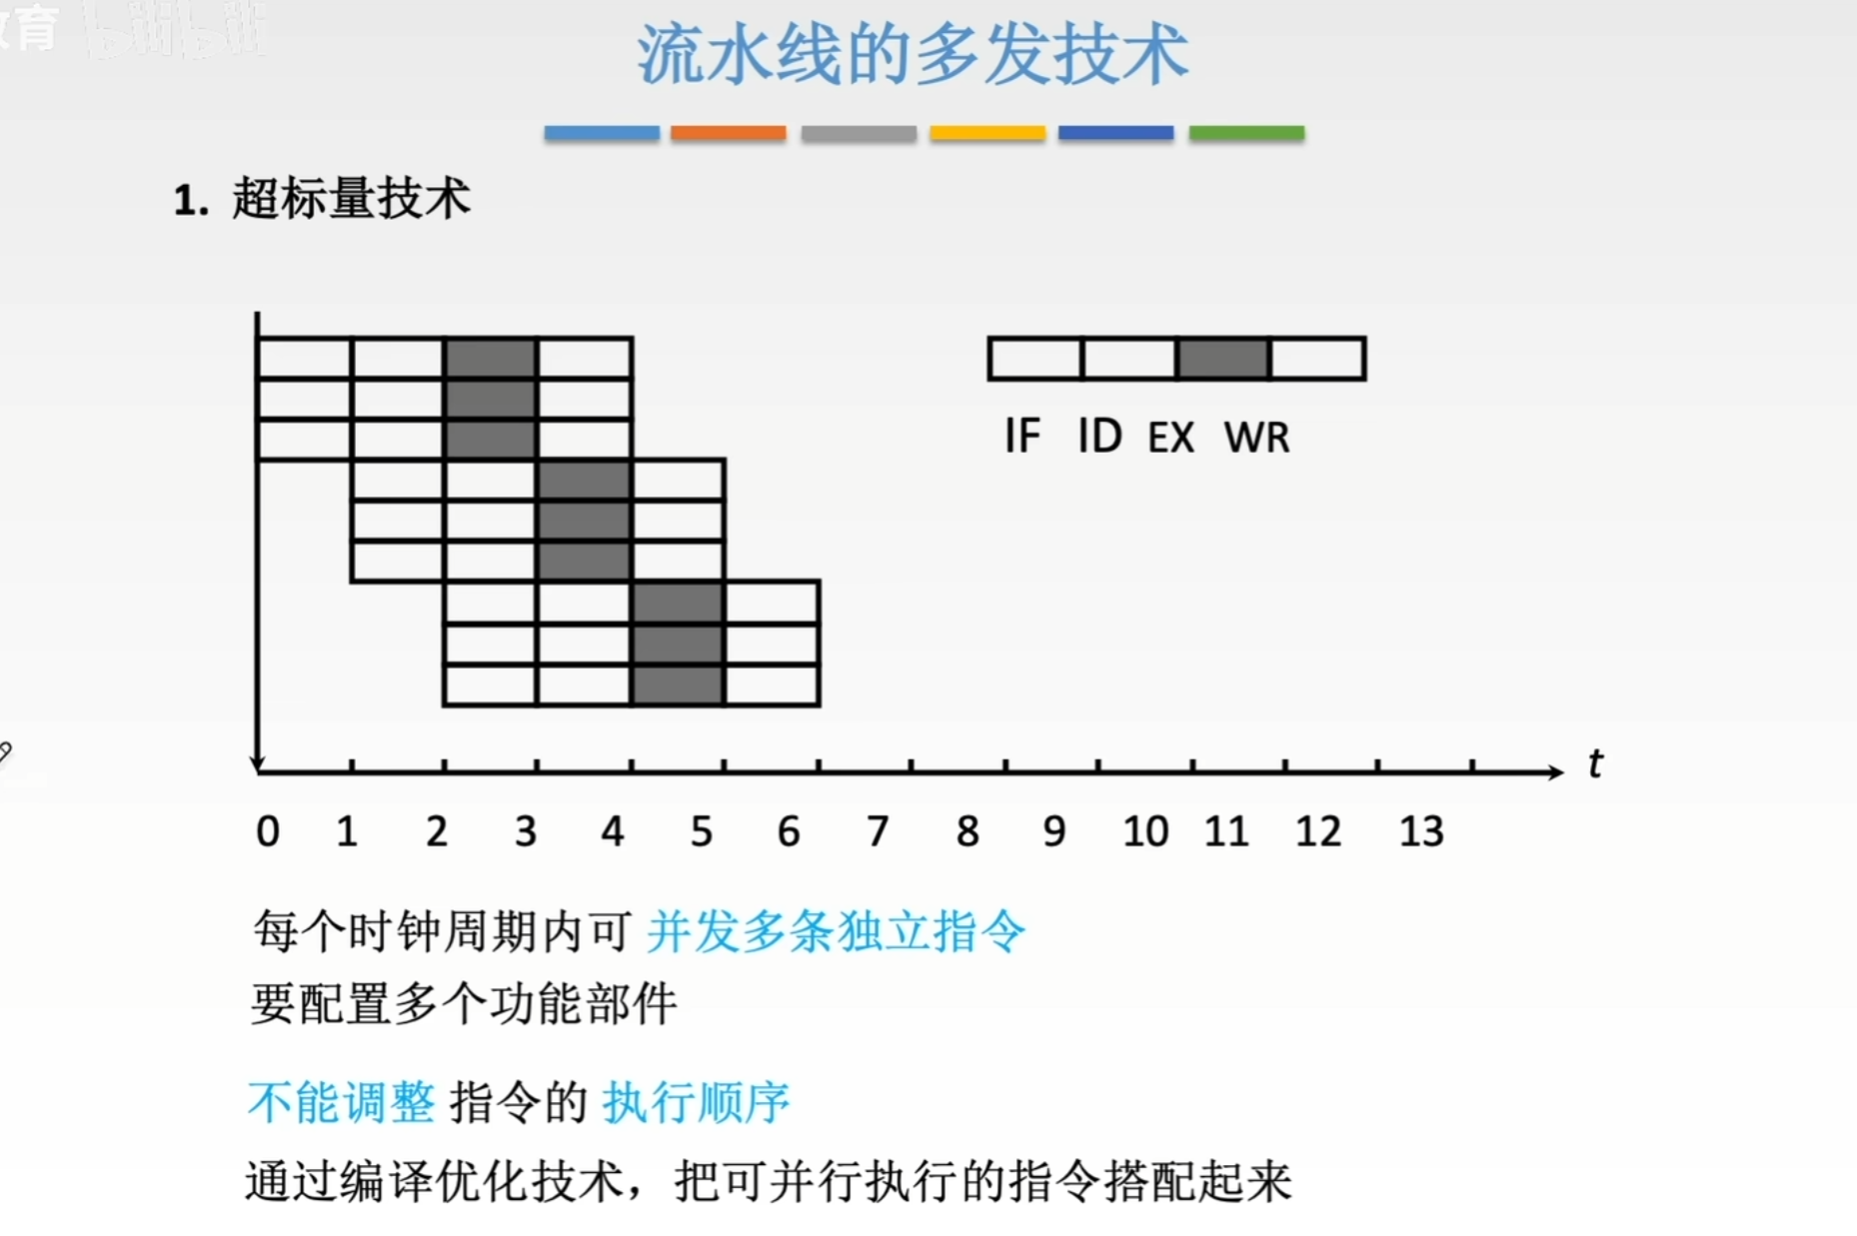 育 bilibili
流水线的多发技术
1. 超标量技术
IF ID EX WR
t
0 1 2 3 4 5 6 7 8 9 10 11 12 13
每个时钟周期内可 并发多条独立指令
要配置多个功能部件
不能调整 指令的 执行顺序
通过编译优化技术，把可并行执行的指令搭配起来